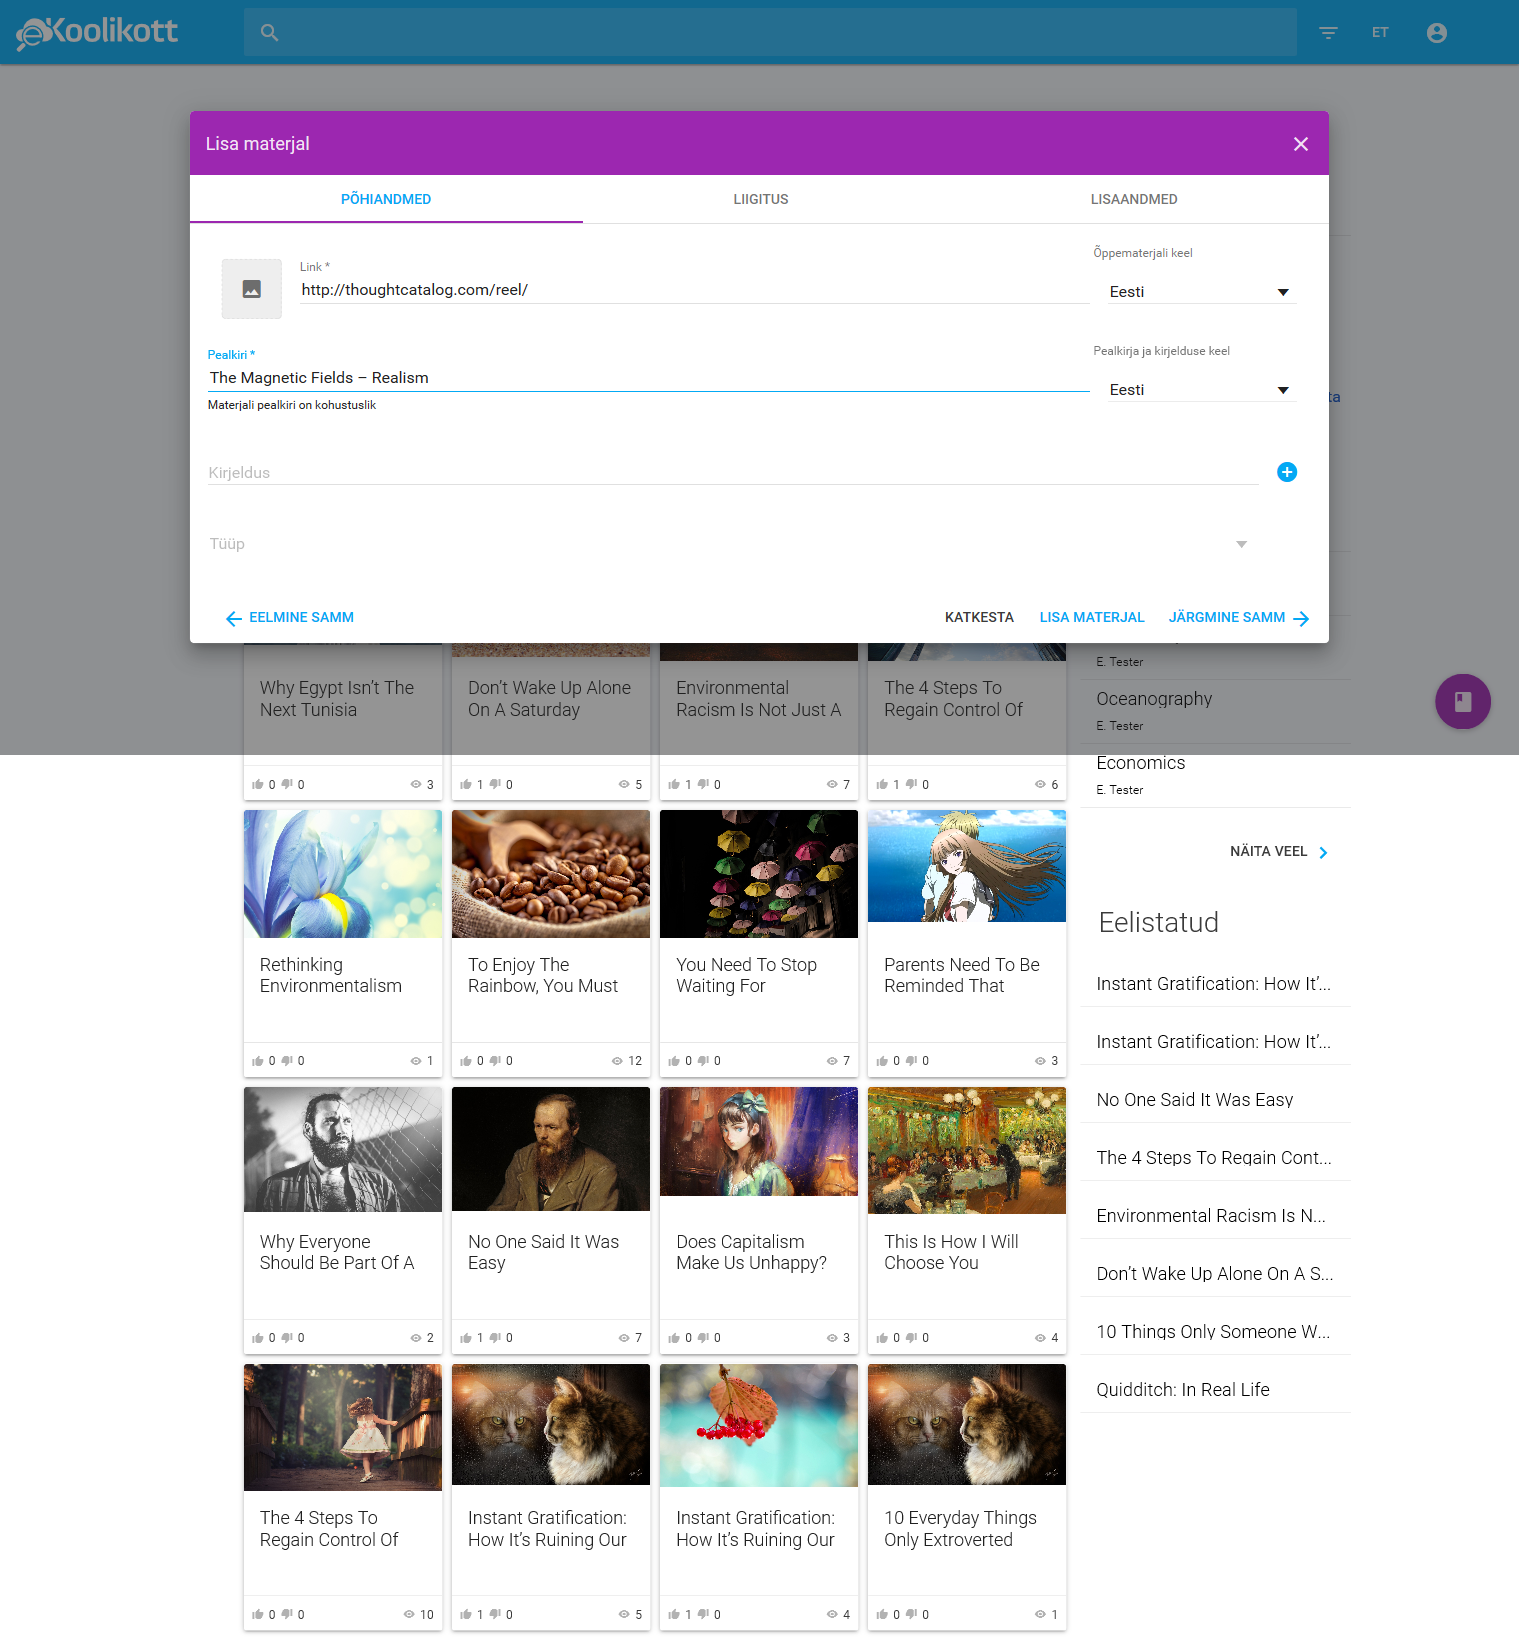 eKoolikott
ET
Lisa materjal
PÕHIANDMED
LIIGITUS
LISAANDMED
Link *
http://thoughtcatalog.com/reel/
Õppematerjali keel
Eesti
Pealkiri *
The Magnetic Fields – Realism
Materjali pealkiri on kohustuslik
Pealkirja ja kirjelduse keel
Eesti
ta
Kirjeldus
Tüüp
EELMINE SAMM
KATKESTA
LISA MATERJAL
JÄRGMINE SAMM
Why Egypt Isn’t The
Next Tunisia
0 0 3
Don’t Wake Up Alone
On A Saturday
1 0 5
Environmental
Racism Is Not Just A
1 0 7
The 4 Steps To
Regain Control Of
1 0 6
E. Tester
Oceanography
E. Tester
Economics
E. Tester
NÄITA VEEL
Rethinking
Environmentalism
0 0 1
To Enjoy The
Rainbow, You Must
0 0 12
You Need To Stop
Waiting For
0 0 7
Parents Need To Be
Reminded That
0 0 3
Why Everyone
Should Be Part Of A
0 0 2
No One Said It Was
Easy
1 0 7
Does Capitalism
Make Us Unhappy?
0 0 3
This Is How I Will
Choose You
0 0 4
The 4 Steps To
Regain Control Of
0 0 10
Instant Gratification:
How It’s Ruining Our
1 0 5
Instant Gratification:
How It’s Ruining Our
1 0 4
10 Everyday Things
Only Extroverted
0 0 1
Eelistatud
Instant Gratification: How It’...
Instant Gratification: How It’...
No One Said It Was Easy
The 4 Steps To Regain Cont...
Environmental Racism Is N...
Don’t Wake Up Alone On A S...
10 Things Only Someone W...
Quidditch: In Real Life